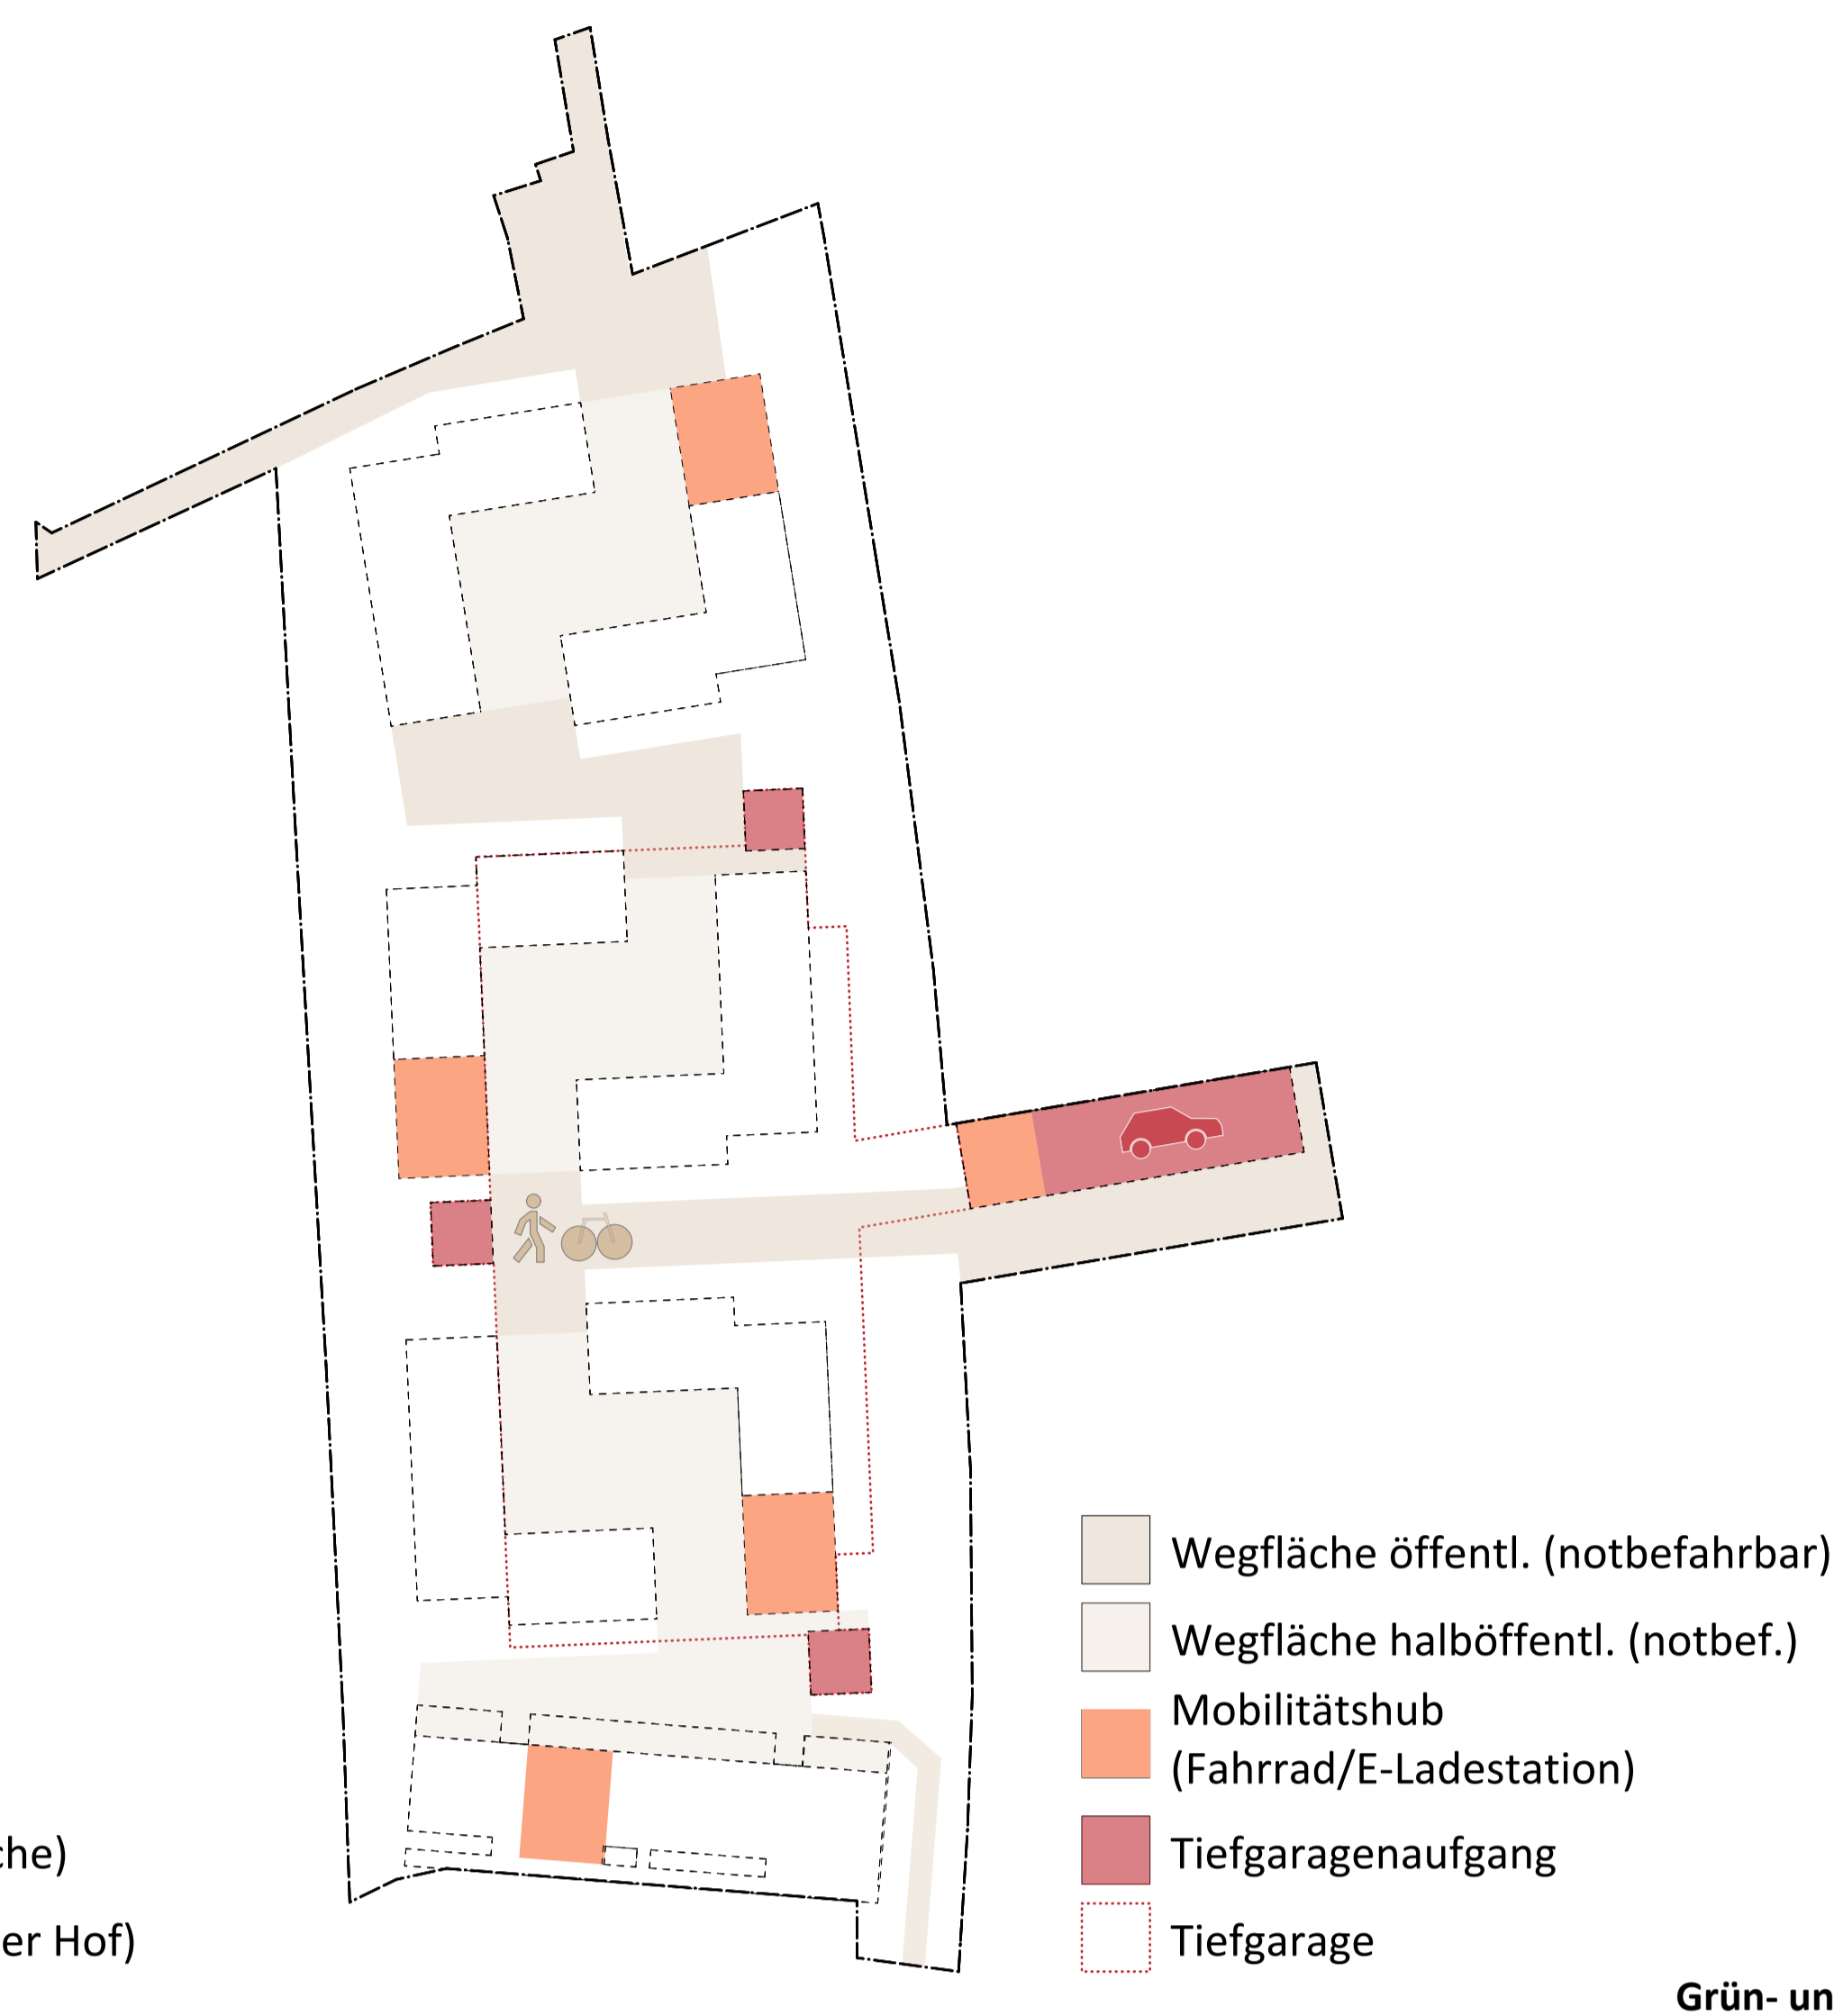 Wegfläche öffentl. (notbefahrbar)
Wegfläche halböffentl. (notbef.)
Mobilitätshub
(Fahrrad/E-Ladestation)
Tiefgaragenaufgang
Tiefgarage
che)
er Hof)
Grün- un